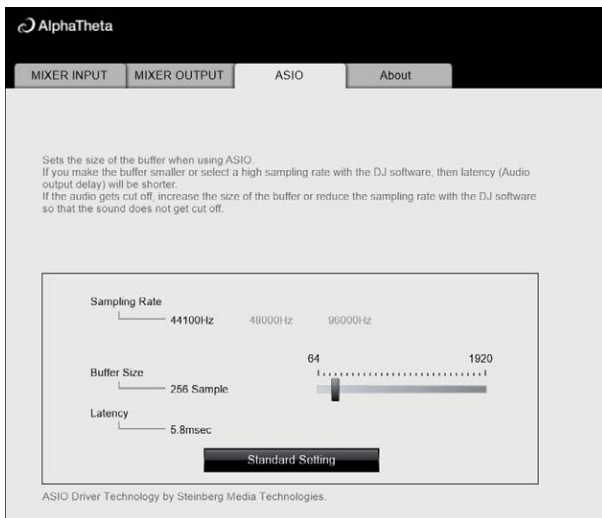 AlphaTheta
MIXER INPUT MIXER OUTPUT ASIO About
Sets the size of the buffer when using ASIO.
If you make the buffer smaller or select a high sampling rate with the DJ software, then latency (Audio
output delay) will be shorter.
If the audio gets cut off, increase the size of the buffer or reduce the sampling rate with the DJ software
so that the sound does not get cut off.
Sampling Rate
44100Hz 48000Hz 96000Hz
64 1920
Buffer Size
256 Sample
Latency
5.8msec
Standard Setting
ASIO Driver Technology by Steinberg Media Technologies.